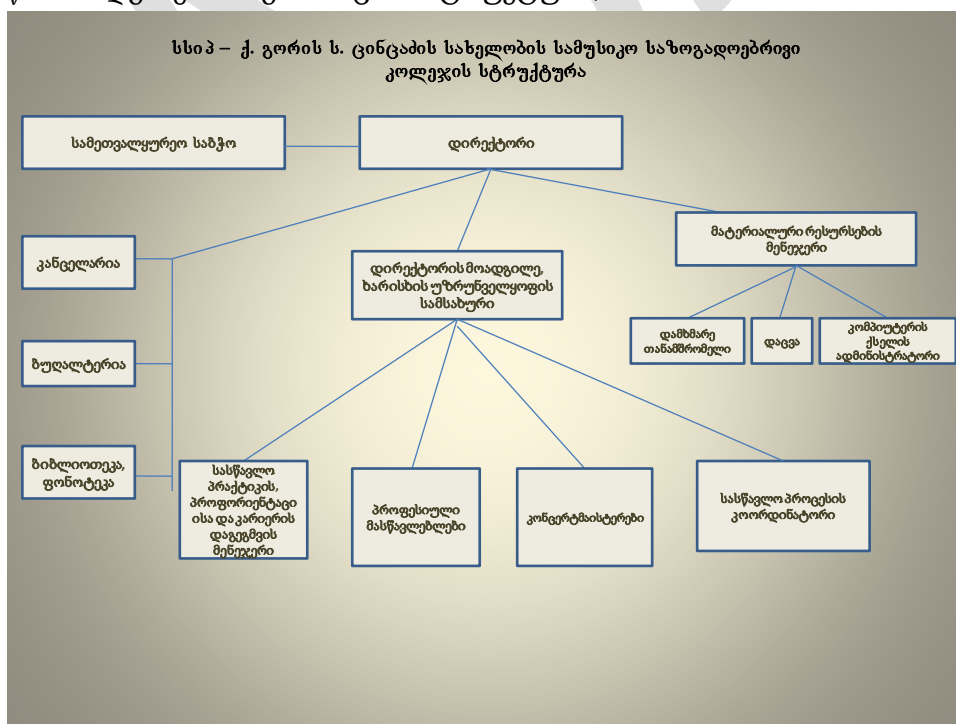 სსიპ – ქ. გორის ს. ცინცაძის სახელობის სამუსიკო საზოგადოებრივი
კოლეჯის სტრუქტურა
სამეთვალყურეო საბჭო
დირექტორი
მატერიალური რესურსების
მენეჯერი
კანცელარია
დირექტორის მოადგილე,
ხარისხის უზრუნველყოფის
სამსახური
დამხმარე
თანამშრომელი
დაცვა
კომპიუტერის
ქსელის
ადმინისტრატორი
ბუღალტერია
ბიბლიოთეკა,
ფონოტეკა
სასწავლო
პრაქტიკის,
პროფორიენტაცი
ისა და კარიერის
დაგეგმვის
მენეჯერი
პროფესიული
მასწავლებლები
კონცერტმაისტერები
სასწავლო პროცესის
კოორდინატორი